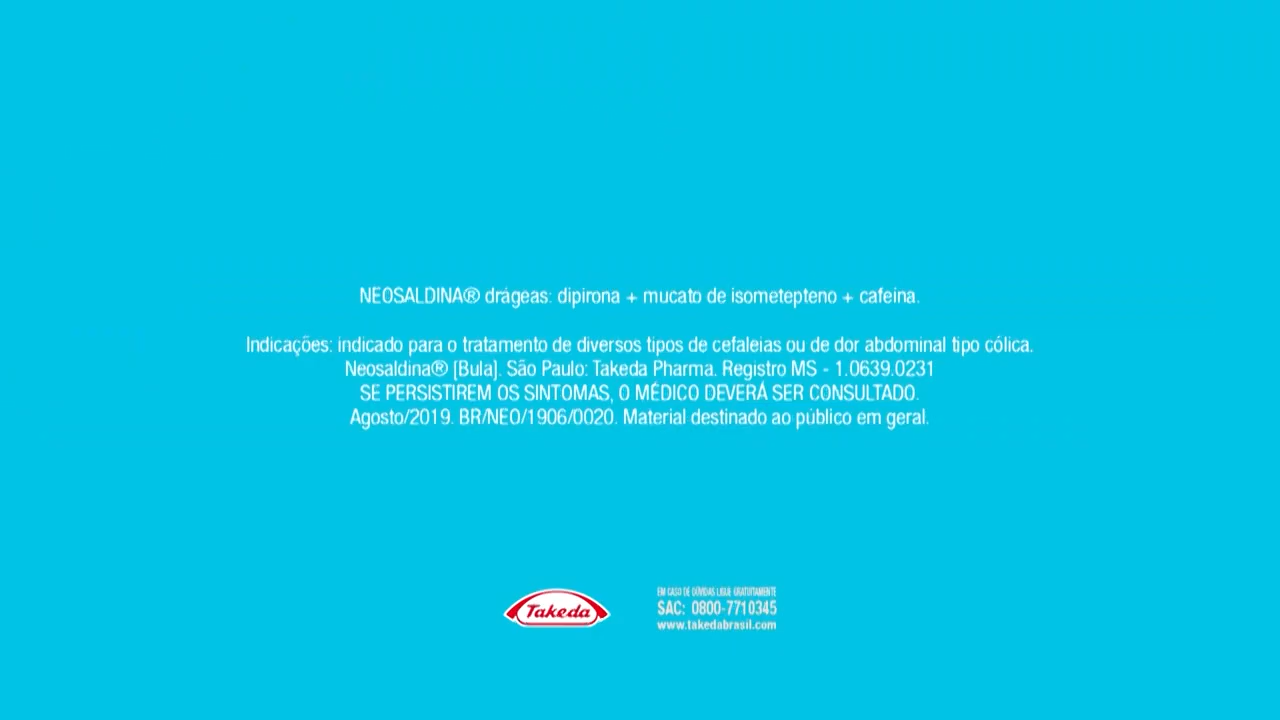 NEOSALDINA® drágeas: dipirona + mucato de isometepteno + cafeína.
Indicações: indicado para o tratamento de diversos tipos de cefaleias ou de dor abdominal tipo cólica.
Neosaldina® [Bula]. São Paulo: Takeda Pharma. Registro MS - 1.0639.0231
SE PERSISTIREM OS SINTOMAS, O MÉDICO DEVERÁ SER CONSULTADO.
Agosto/2019. BR/NEO/1906/0020. Material destinado ao público em geral.
Takeda
EM CASO DE DÚVIDAS LIGUE GRATUITAMENTE
SAC: 0800-7710345
www.takedabrasil.com